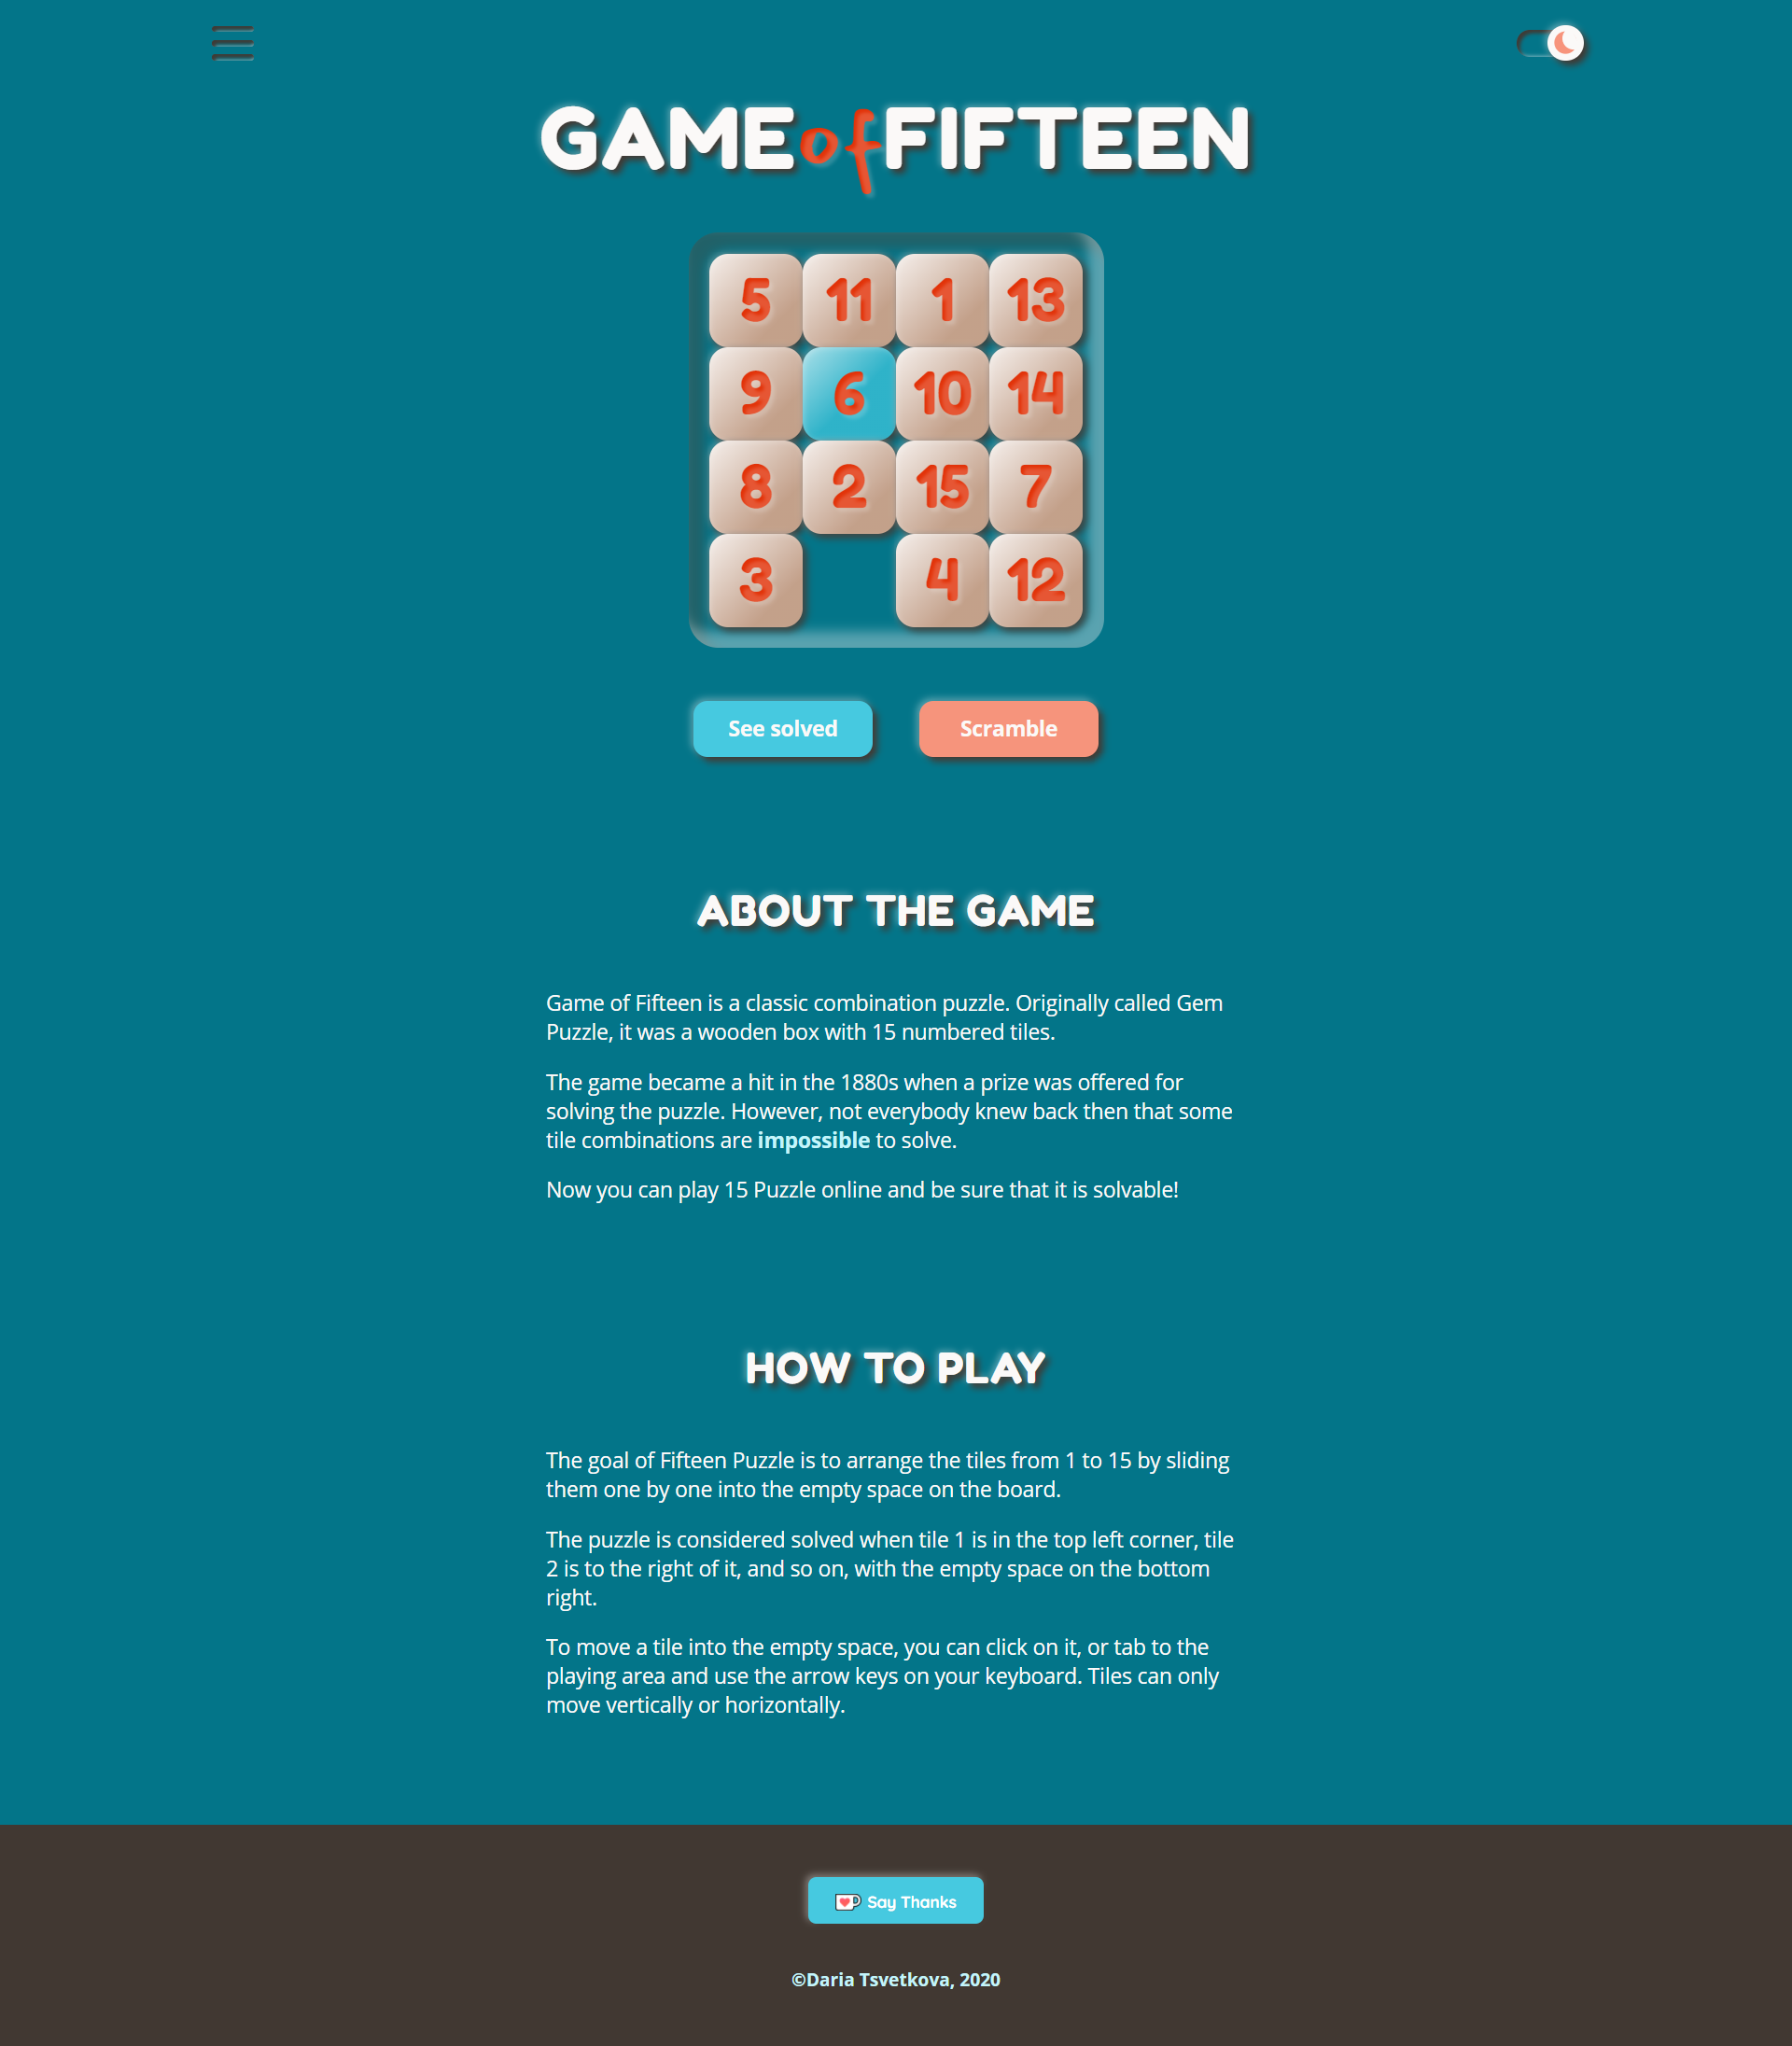 GAME of FIFTEEN
5 11 1 13
9 6 10 14
8 2 15 7
3 4 12
See solved Scramble
ABOUT THE GAME
Game of Fifteen is a classic combination puzzle. Originally called Gem
Puzzle, it was a wooden box with 15 numbered tiles.
The game became a hit in the 1880s when a prize was offered for
solving the puzzle. However, not everybody knew back then that some
tile combinations are impossible to solve.
Now you can play 15 Puzzle online and be sure that it is solvable!
HOW TO PLAY
The goal of Fifteen Puzzle is to arrange the tiles from 1 to 15 by sliding
them one by one into the empty space on the board.
The puzzle is considered solved when tile 1 is in the top left corner, tile
2 is to the right of it, and so on, with the empty space on the bottom
right.
To move a tile into the empty space, you can click on it, or tab to the
playing area and use the arrow keys on your keyboard. Tiles can only
move vertically or horizontally.
Say Thanks
©Daria Tsvetkova, 2020